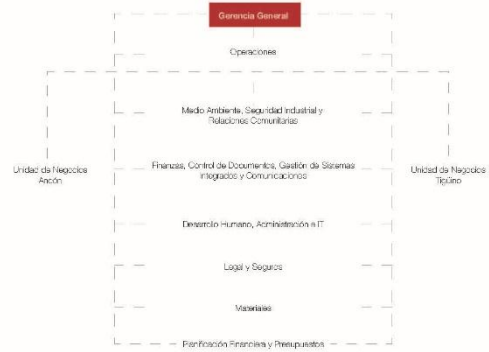 Gerencia General
Operaciones
Medio Ambiente, Seguridad Industrial y
Relaciones Comunitarias
Unidad de Negocios
Ancón
Finanzas, Control de Documentos, Gestión de Sistemas
Integrados y Comunicaciones
Unidad de Negocios
Tigüino
Desarrollo Humano, Administración e IT
Legal y Seguros
Materiales
Planificación Financiera y Presupuestos